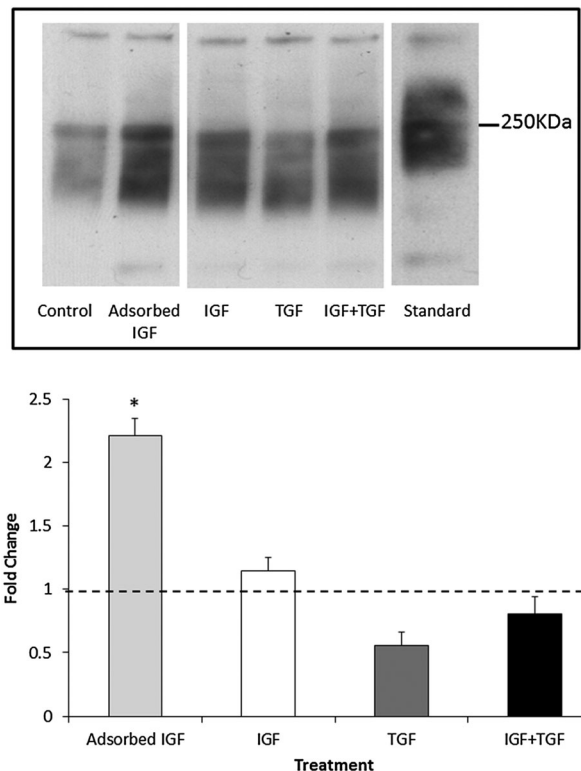 250KDa
Control Adsorbed IGF TGF IGF+TGF Standard
IGF
2.5
*
2
1.5
Fold Change
1
0.5
0
Adsorbed IGF IGF TGF IGF+TGF
Treatment